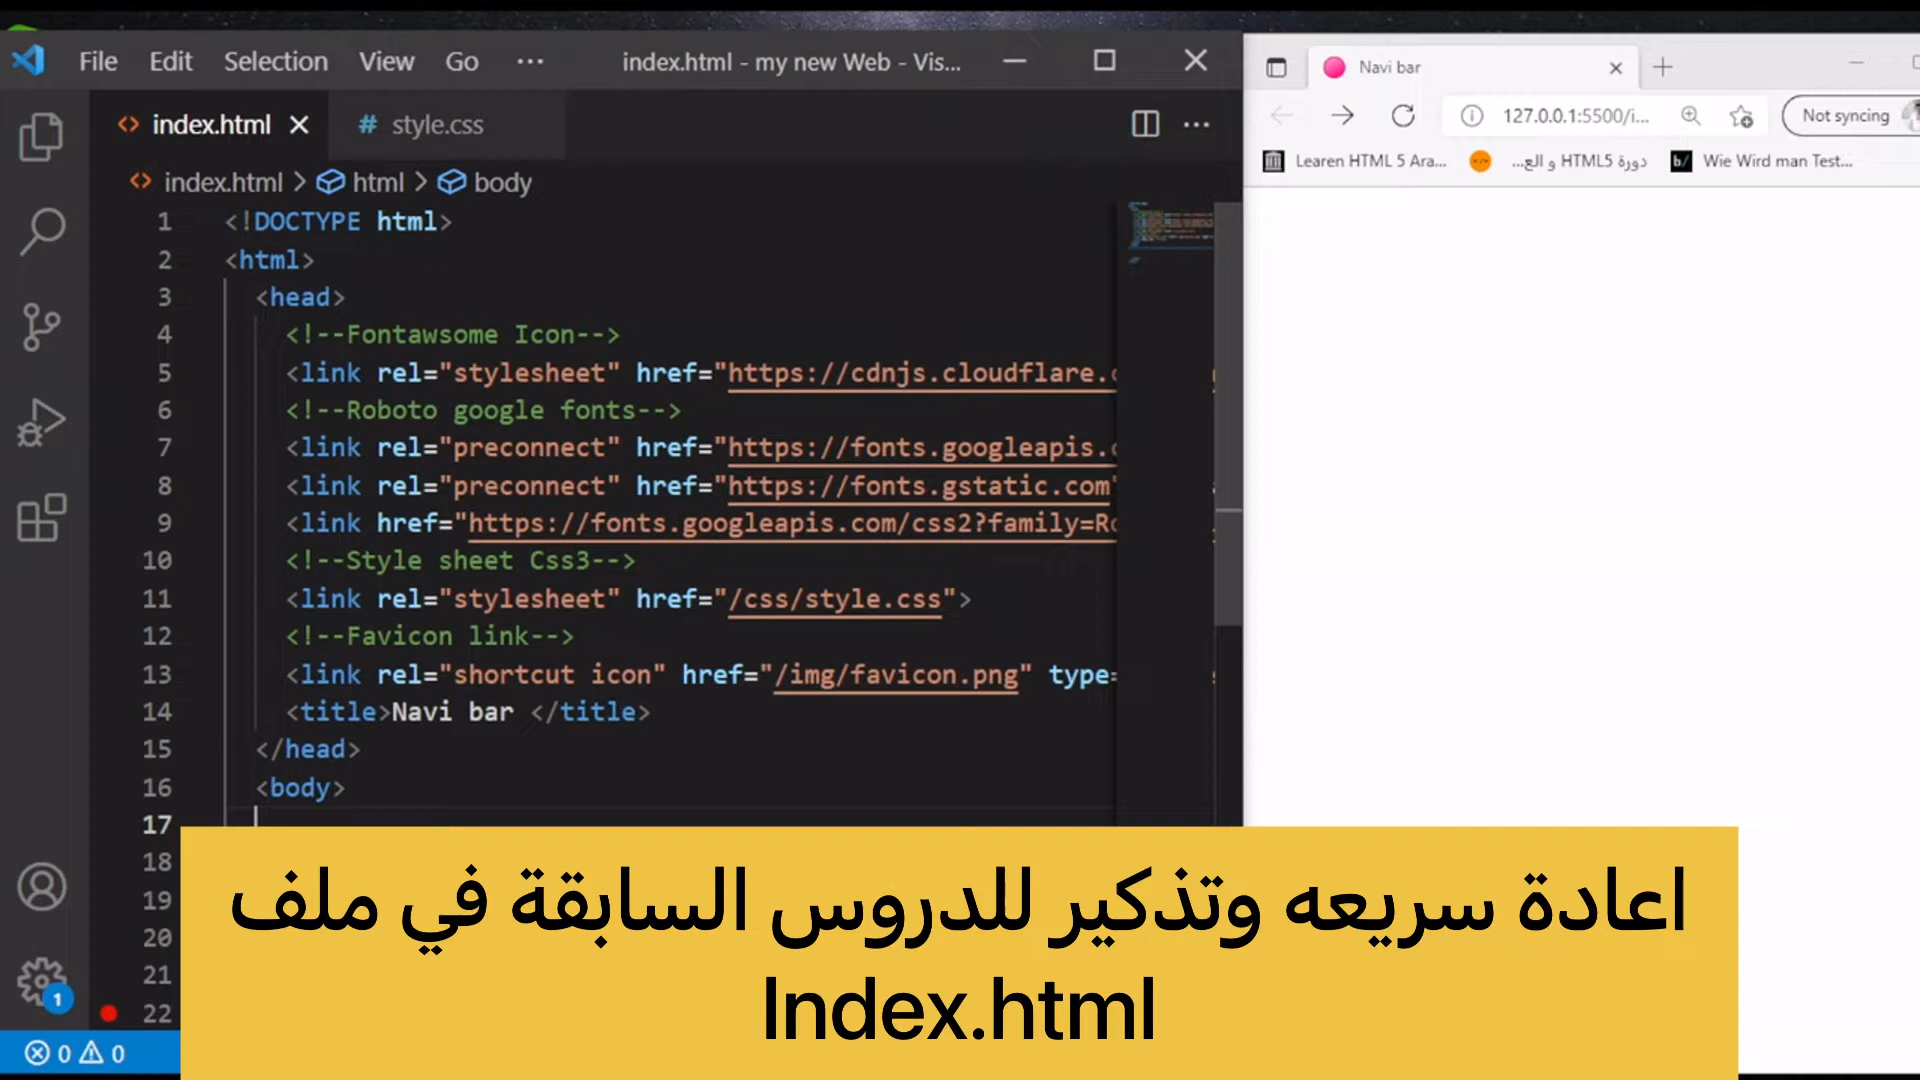 File Edit Selection View Go ··· index.html - my new Web - Vis...
index.html
# style.css
index.html > html > body
1 <!DOCTYPE html>
2 <html>
3 <head>
4 <!--Fontawsome Icon-->
5 <link rel="stylesheet" href="https://cdnjs.cloudflare.
6 <!--Roboto google fonts-->
7 <link rel="preconnect" href="https://fonts.googleapis.
8 <link rel="preconnect" href="https://fonts.gstatic.com"
9 <link href="https://fonts.googleapis.com/css2?family=Ro
10 <!--Style sheet Css3-->
11 <link rel="stylesheet" href="/css/style.css">
12 <!--Favicon link-->
13 <link rel="shortcut icon" href="/img/favicon.png" type=
14 <title>Navi bar </title>
15 </head>
16 <body>
17
18
19
20
21
22
1
0 0
Navi bar
127.0.0.1:5500/i...
Not syncing
Learen HTML 5 Ara...
دورة HTML5 و الع...
b/ Wie Wird man Test...
اعادة سريعه وتذكير للدروس السابقة في ملف
Index.html